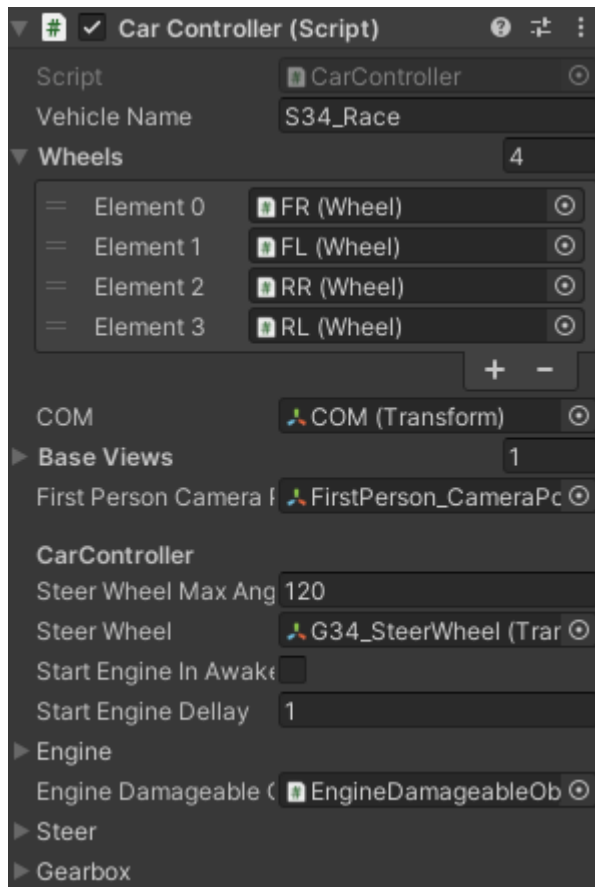 Car Controller (Script)
Script CarController
Vehicle Name S34_Race
Wheels 4
Element 0 FR (Wheel)
Element 1 FL (Wheel)
Element 2 RR (Wheel)
Element 3 RL (Wheel)
COM COM (Transform)
Base Views 1
First Person Camera FirstPerson_CameraPo
CarController
Steer Wheel Max Ang 120
Steer Wheel G34_SteerWheel (Tran
Start Engine In Awake
Start Engine Dellay 1
Engine
Engine Damageable EngineDamageableOb
Steer
Gearbox